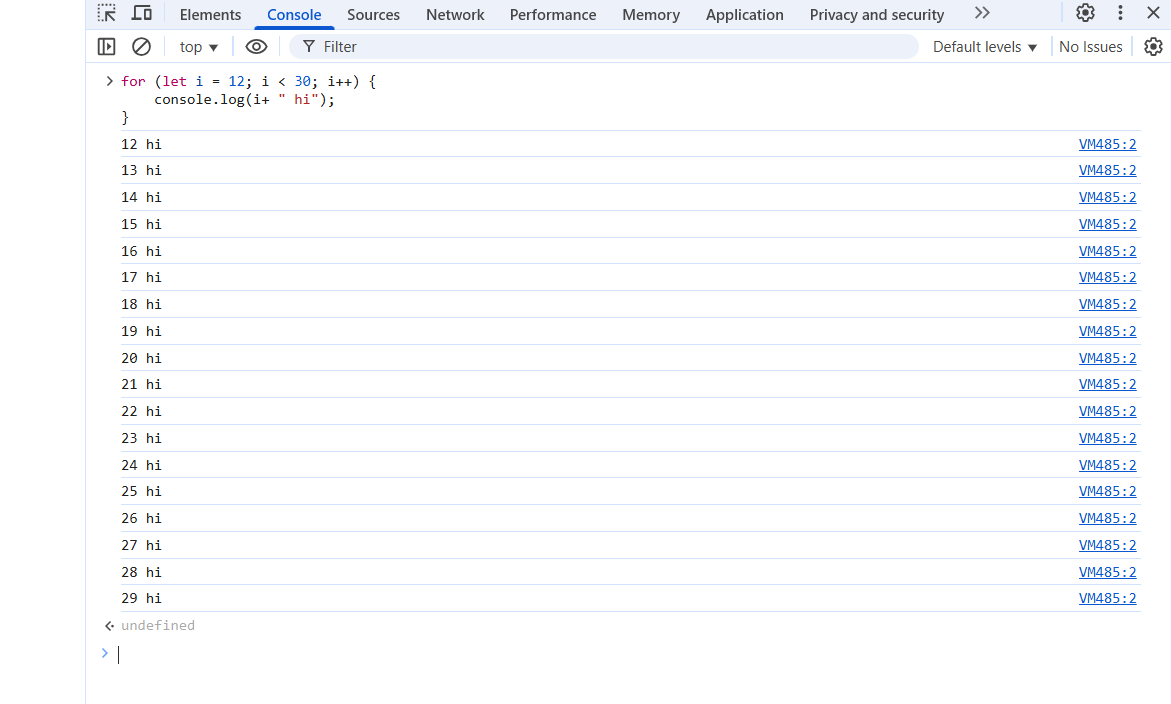 Elements Console Sources Network Performance Memory Application Privacy and security
top Filter Default levels No Issues
for (let i = 12; i < 30; i++) {
    console.log(i+ " hi");
}
12 hi VM485:2
13 hi VM485:2
14 hi VM485:2
15 hi VM485:2
16 hi VM485:2
17 hi VM485:2
18 hi VM485:2
19 hi VM485:2
20 hi VM485:2
21 hi VM485:2
22 hi VM485:2
23 hi VM485:2
24 hi VM485:2
25 hi VM485:2
26 hi VM485:2
27 hi VM485:2
28 hi VM485:2
29 hi VM485:2
undefined